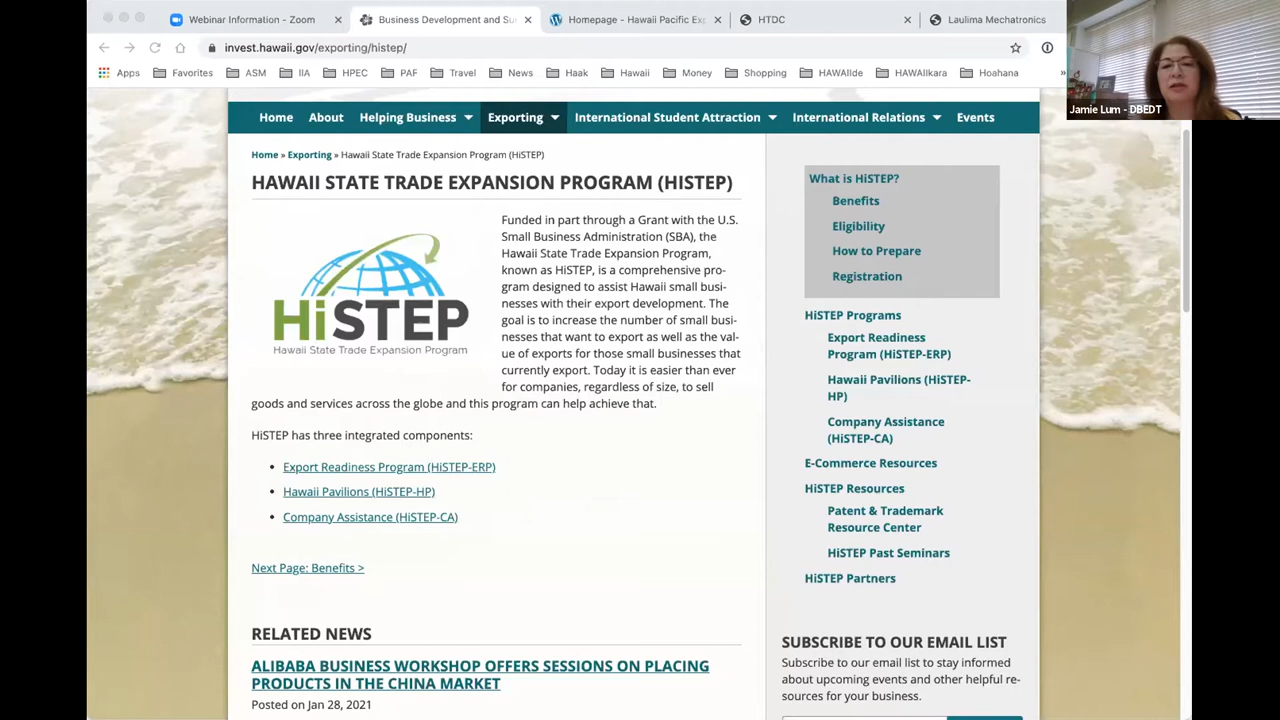 Webinar Information - Zoom
Business Development and Su
Homepage - Hawaii Pacific Exp
HTDC
Laulima Mechatronics
invest.hawaii.gov/exporting/histep/
Apps Favorites ASM IIA HPEC PAF Travel News Haak Hawaii Money Shopping HAWAIIde HAWAIIkara Hoahana »
Jamie Lum - DBEDT
Home About Helping Business Exporting International Student Attraction International Relations Events
Home » Exporting » Hawaii State Trade Expansion Program (HiSTEP)
HAWAII STATE TRADE EXPANSION PROGRAM (HISTEP)
HiSTEP
Hawaii State Trade Expansion Program
Funded in part through a Grant with the U.S.
Small Business Administration (SBA), the
Hawaii State Trade Expansion Program,
known as HiSTEP, is a comprehensive pro-
gram designed to assist Hawaii small busi-
nesses with their export development. The
goal is to increase the number of small busi-
nesses that want to export as well as the val-
ue of exports for those small businesses that
currently export. Today it is easier than ever
for companies, regardless of size, to sell
goods and services across the globe and this program can help achieve that.
HiSTEP has three integrated components:
• Export Readiness Program (HiSTEP-ERP)
• Hawaii Pavilions (HiSTEP-HP)
• Company Assistance (HiSTEP-CA)
Next Page: Benefits >
RELATED NEWS
ALIBABA BUSINESS WORKSHOP OFFERS SESSIONS ON PLACING
PRODUCTS IN THE CHINA MARKET
Posted on Jan 28, 2021
What is HiSTEP?
Benefits
Eligibility
How to Prepare
Registration
HiSTEP Programs
Export Readiness
Program (HiSTEP-ERP)
Hawaii Pavilions (HiSTEP-
HP)
Company Assistance
(HiSTEP-CA)
E-Commerce Resources
HiSTEP Resources
Patent & Trademark
Resource Center
HiSTEP Past Seminars
HiSTEP Partners
SUBSCRIBE TO OUR EMAIL LIST
Subscribe to our email list to stay informed
about upcoming events and other helpful re-
sources for your business.